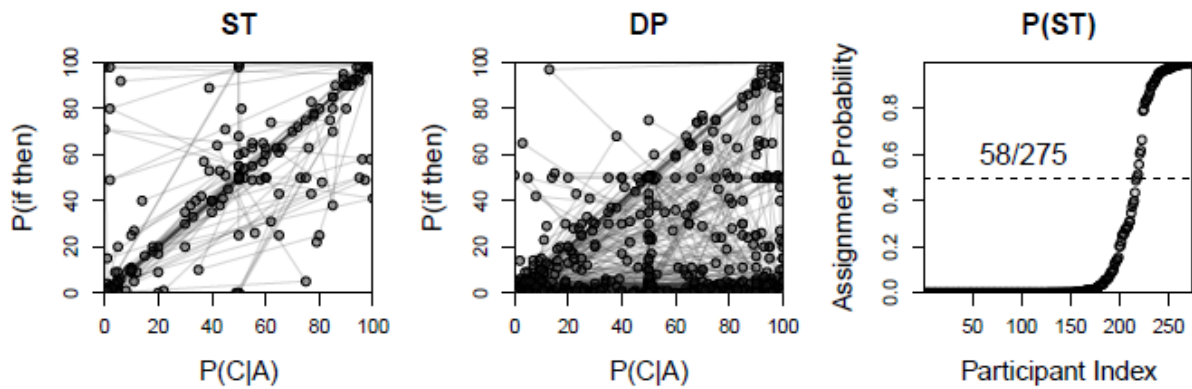 ST
P(if then)
0 20 40 60 80 100
0 20 40 60 80 100
P(C|A)
DP
P(if then)
0 20 40 60 80 100
0 20 40 60 80 100
P(C|A)
P(ST)
Assignment Probability
0.0 0.2 0.4 0.6 0.8
58/275
50 100 150 200 250
Participant Index